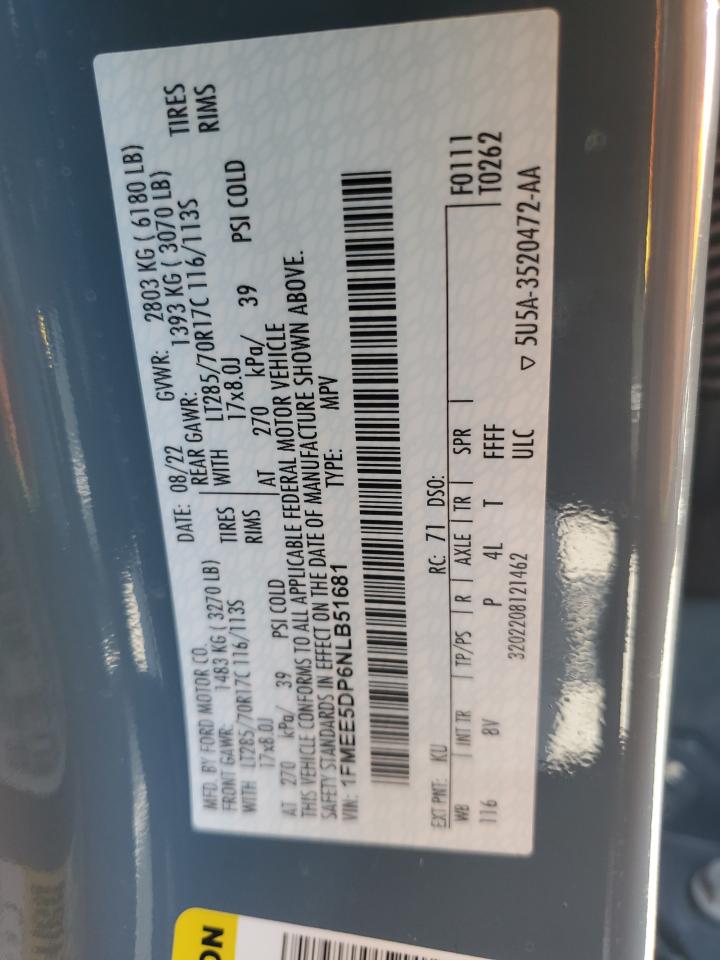 MFD. BY FORD MOTOR CO. DATE: 08/22 GVWR: 2803 KG ( 6180 LB)
FRONT GAWR: 1483 KG ( 3270 LB) REAR GAWR: 1393 KG ( 3070 LB)
WITH LT285/70R17C 116/113S TIRES WITH LT285/70R17C 116/113S TIRES
17x8.0J RIMS 17x8.0J RIMS
AT 270 kPa/ 39 PSI COLD AT 270 kPa/ 39 PSI COLD
THIS VEHICLE CONFORMS TO ALL APPLICABLE FEDERAL MOTOR VEHICLE
SAFETY STANDARDS IN EFFECT ON THE DATE OF MANUFACTURE SHOWN ABOVE.
VIN: 1FMEE5DP6NLB51681 TYPE: MPV
EXT PNT: KU RC: 71 DSO: F0111
WB INT TR TP/PS R AXLE TR SPR T0262
116 8V P 4L T FFFF
3202208121462 ULC ▽ 5U5A-3520472-AA
ON